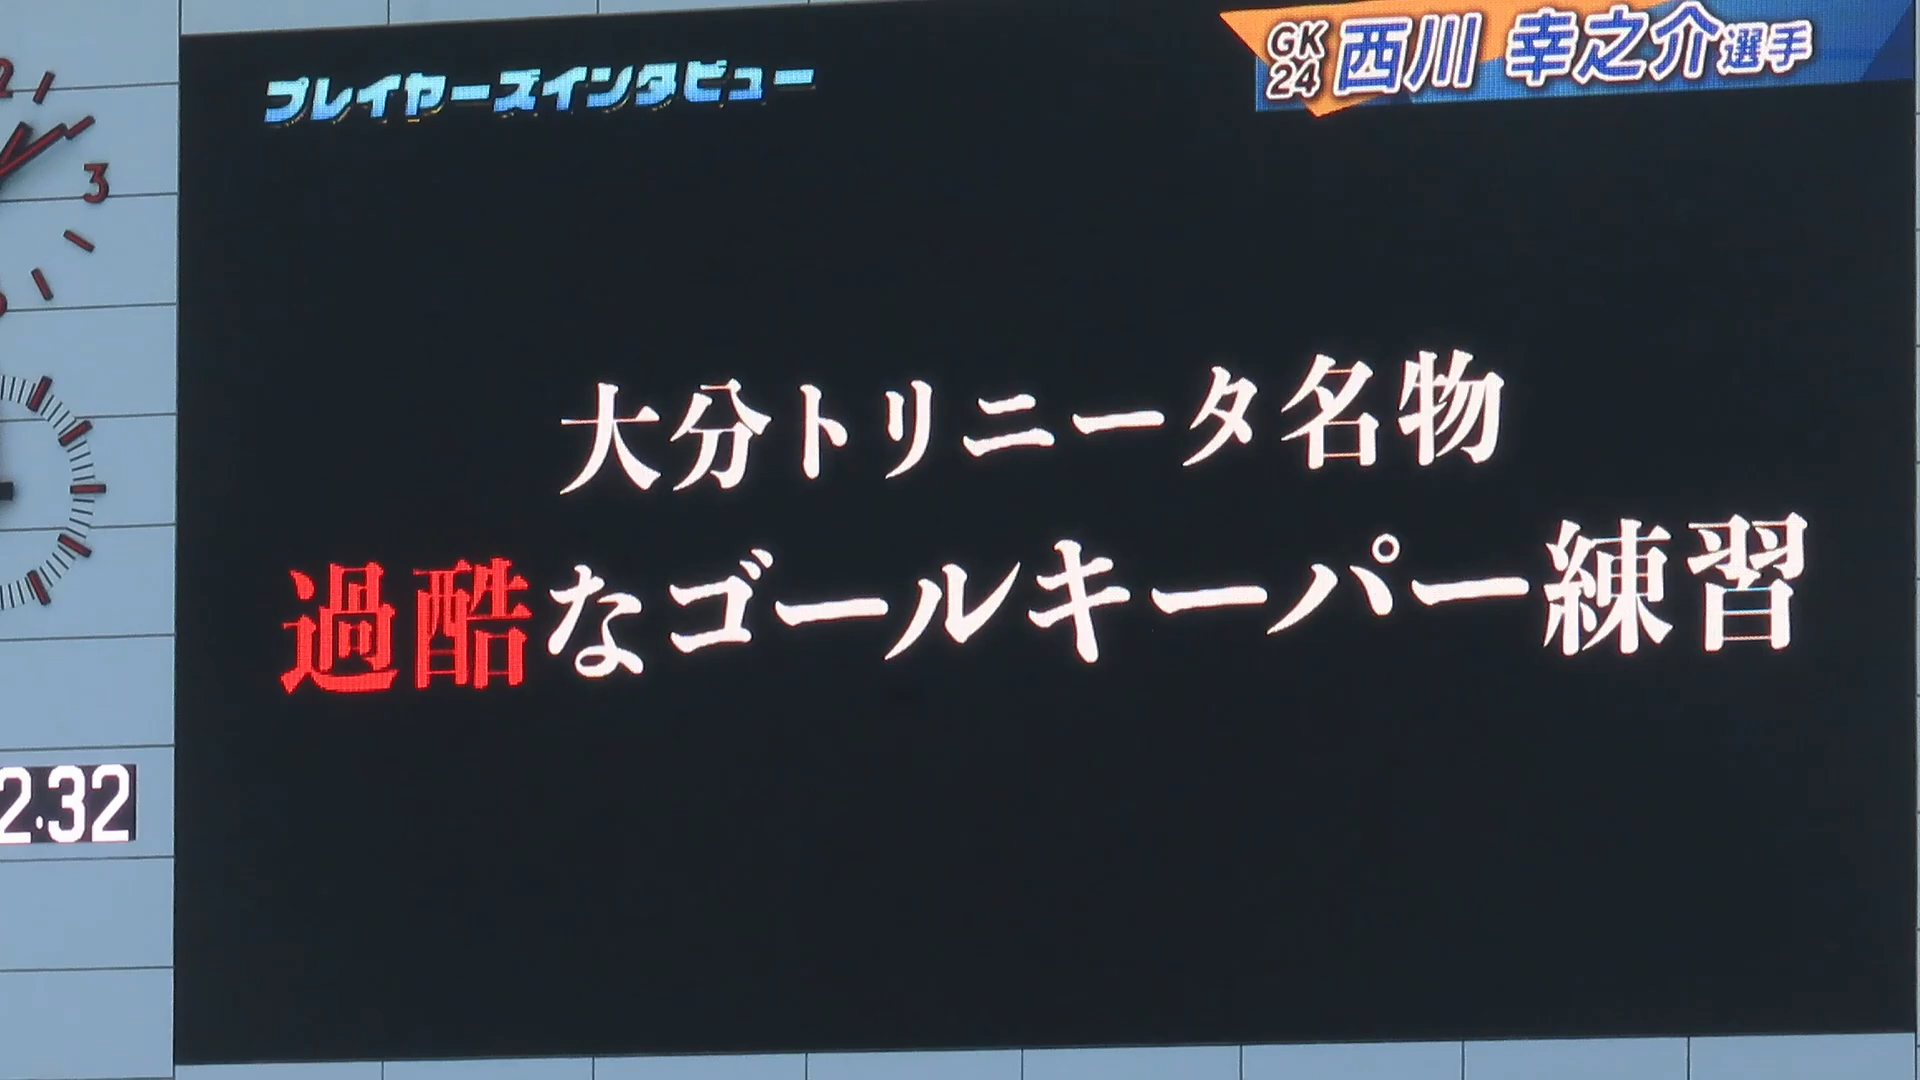 プレイヤーズインタビュー
GK
24
西川 幸之介選手
大分トリニータ名物
過酷なゴールキーパー練習
3
2:32